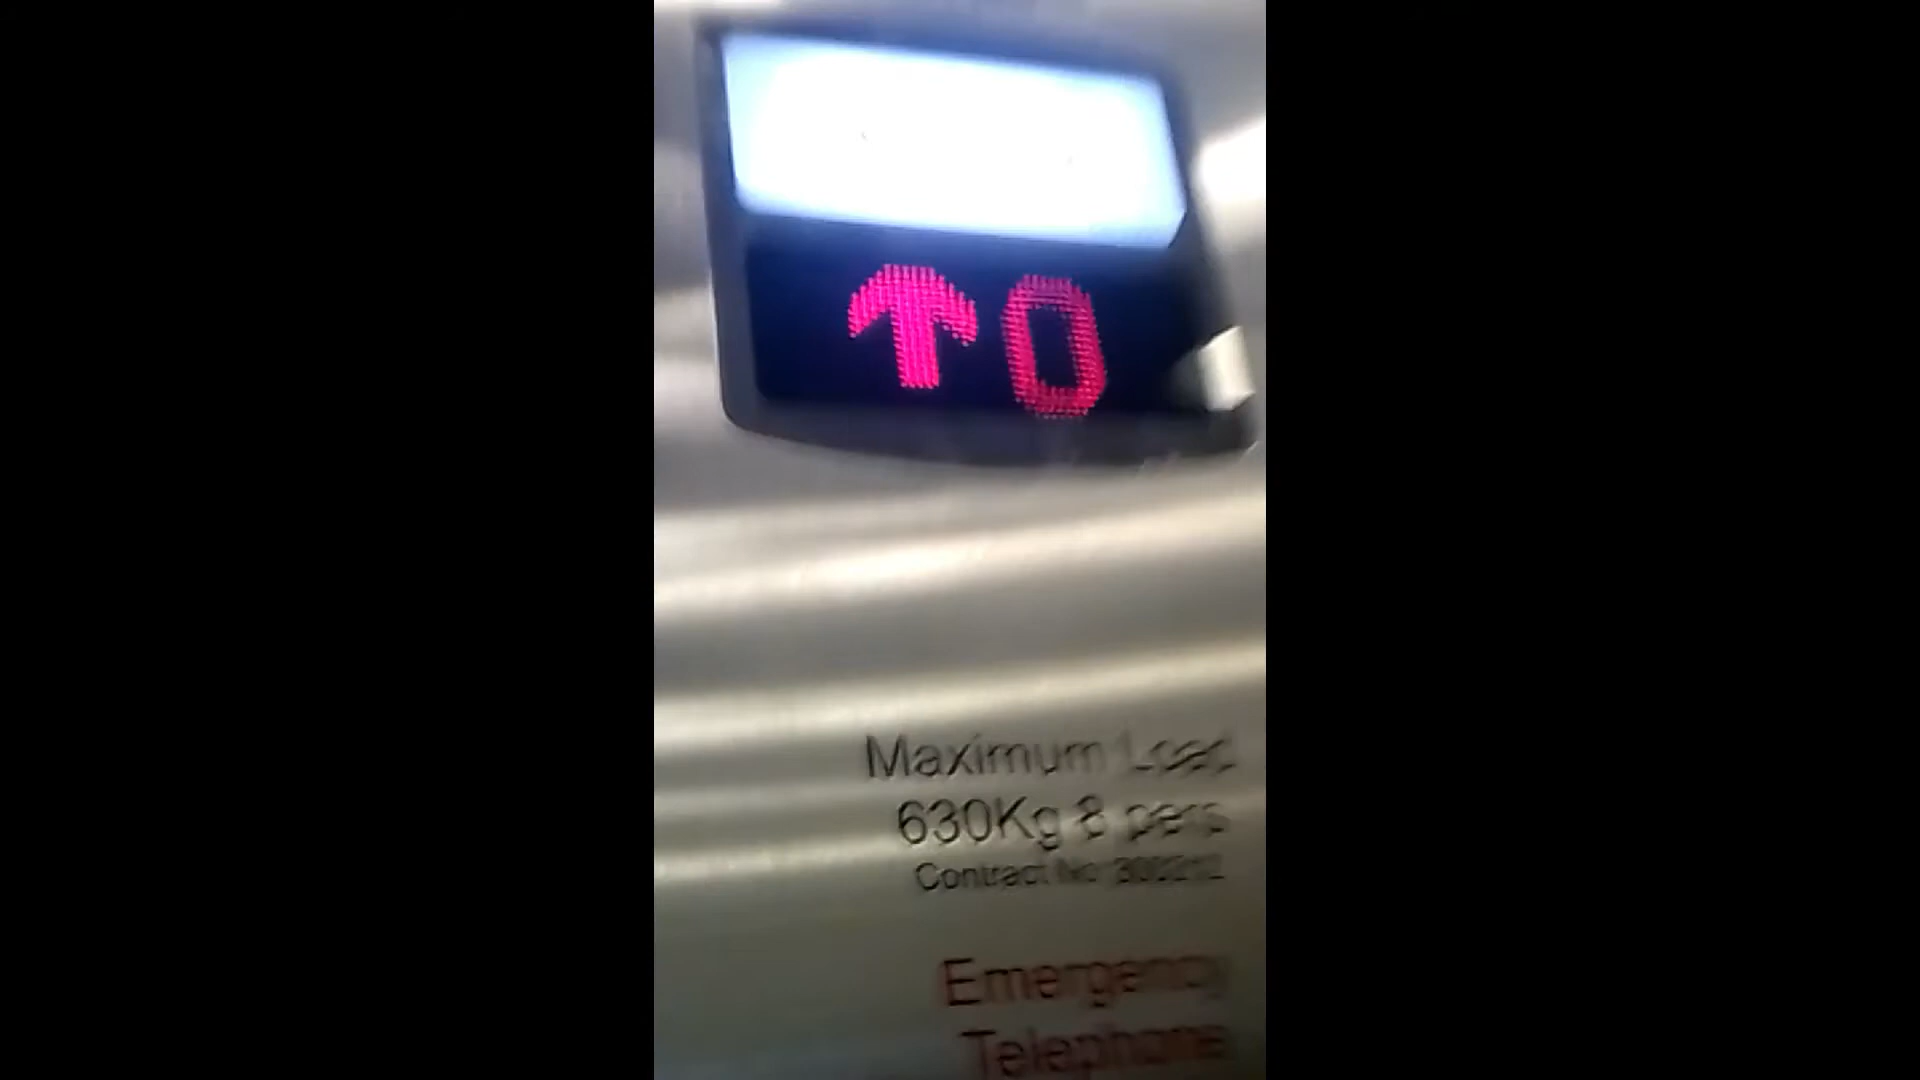 ↑0
Maximum Load
630Kg 8 pers
Contract No
Emergency
Telephone